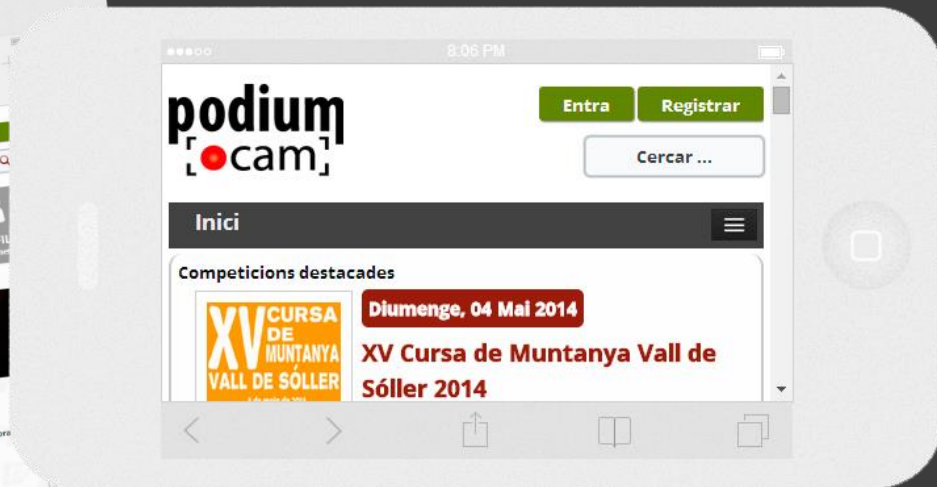 8:06 PM
podium
[cam]
Entra
Registrar
Cercar ...
Inici
Competicions destacades
XV CURSA
DE
MUNTANYA
VALL DE SÓLLER
Diumenge, 04 Mai 2014
XV Cursa de Muntanya Vall de
Sóller 2014